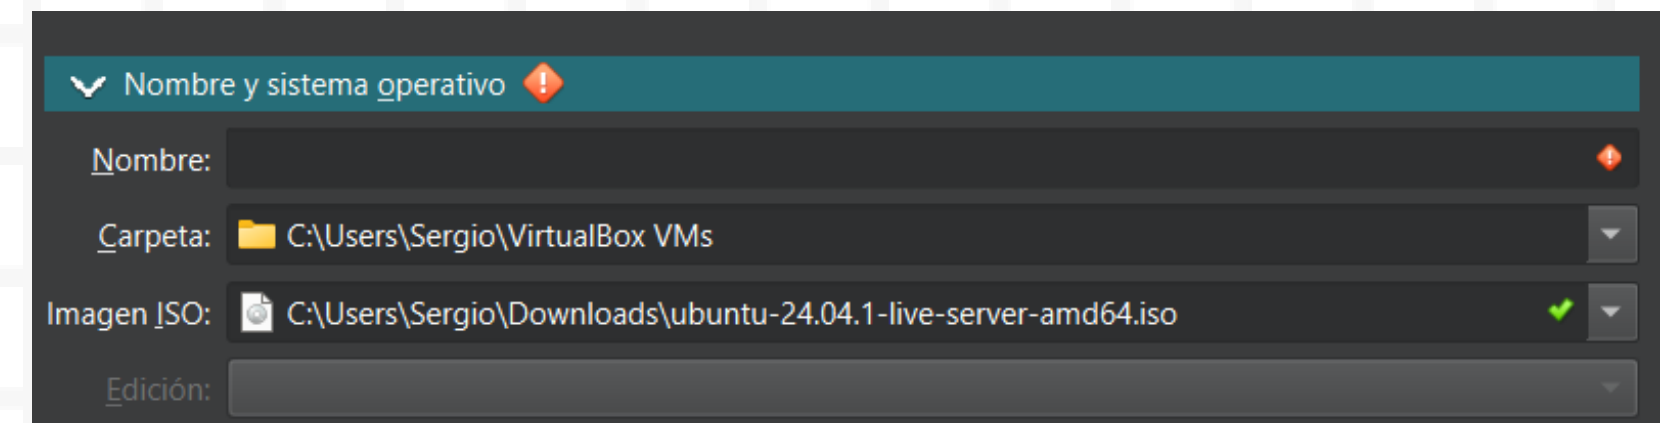 Nombre y sistema operativo
Nombre:
Carpeta: C:\Users\Sergio\VirtualBox VMs
Imagen ISO: C:\Users\Sergio\Downloads\ubuntu-24.04.1-live-server-amd64.iso
Edición: